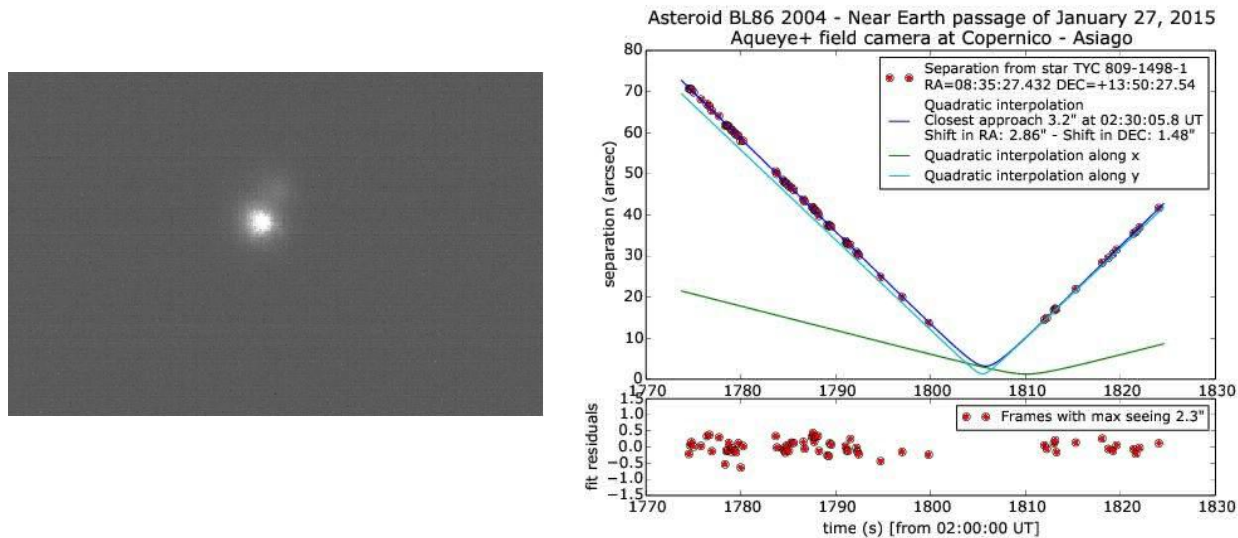 Asteroid BL86 2004 - Near Earth passage of January 27, 2015
Aqueye+ field camera at Copernico - Asiago
80
70
60
50
40
30
20
10
0
separation (arcsec)
Separation from star TYC 809-1498-1
RA=08:35:27.432 DEC=+13:50:27.54
Quadratic interpolation
Closest approach 3.2" at 02:30:05.8 UT
Shift in RA: 2.86" - Shift in DEC: 1.48"
Quadratic interpolation along x
Quadratic interpolation along y
1770 1780 1790 1800 1810 1820 1830
1.5
1.0
0.5
0.0
−0.5
−1.0
−1.5
fit residuals
Frames with max seeing 2.3"
1770 1780 1790 1800 1810 1820 1830
time (s) [from 02:00:00 UT]